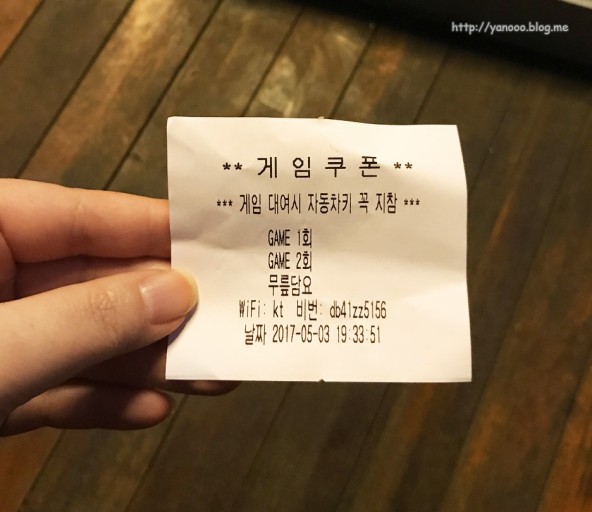 http://yanooo.blog.me
** 게 임 쿠 폰 **
*** 게임 대여시 자동차키 꼭 지참 ***
GAME 1회
GAME 2회
무릎담요
WiFi: kt 비번: db41zz5156
날짜 2017-05-03 19:33:51